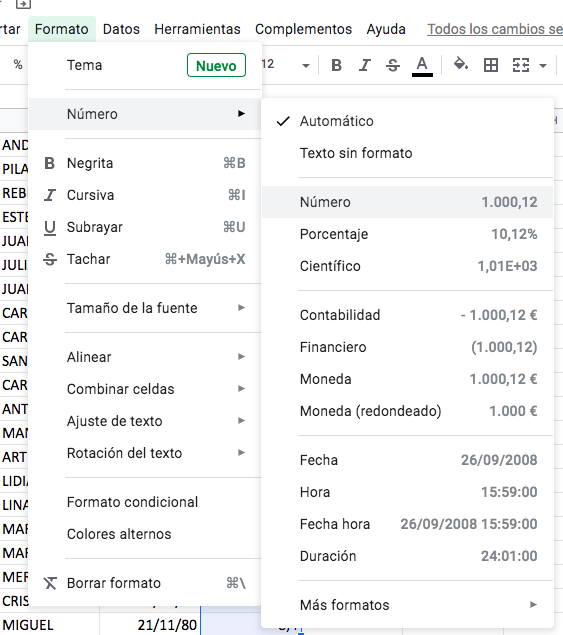 tar Formato Datos Herramientas Complementos Ayuda Todos los cambios se
% 12 B I S A
Tema Nuevo
Número
Automático
Texto sin formato
Número 1.000,12
Porcentaje 10,12%
Científico 1,01E+03
Contabilidad - 1.000,12 €
Financiero (1.000,12)
Moneda 1.000,12 €
Moneda (redondeado) 1.000 €
Fecha 26/09/2008
Hora 15:59:00
Fecha hora 26/09/2008 15:59:00
Duración 24:01:00
Más formatos
B Negrita ⌘B
I Cursiva ⌘I
U Subrayar ⌘U
S Tachar ⌘+Mayús+X
Tamaño de la fuente
Alinear
Combinar celdas
Ajuste de texto
Rotación del texto
Formato condicional
Colores alternos
Borrar formato ⌘\
H
AND
PILA
REB
ESTE
JUA
JULI
JUA
CAR
CAR
SAN
CAR
ANT
MAN
ART
LIDIA
LINA
MAR
MAR
MER
CRIS
MIGUEL 21/11/80